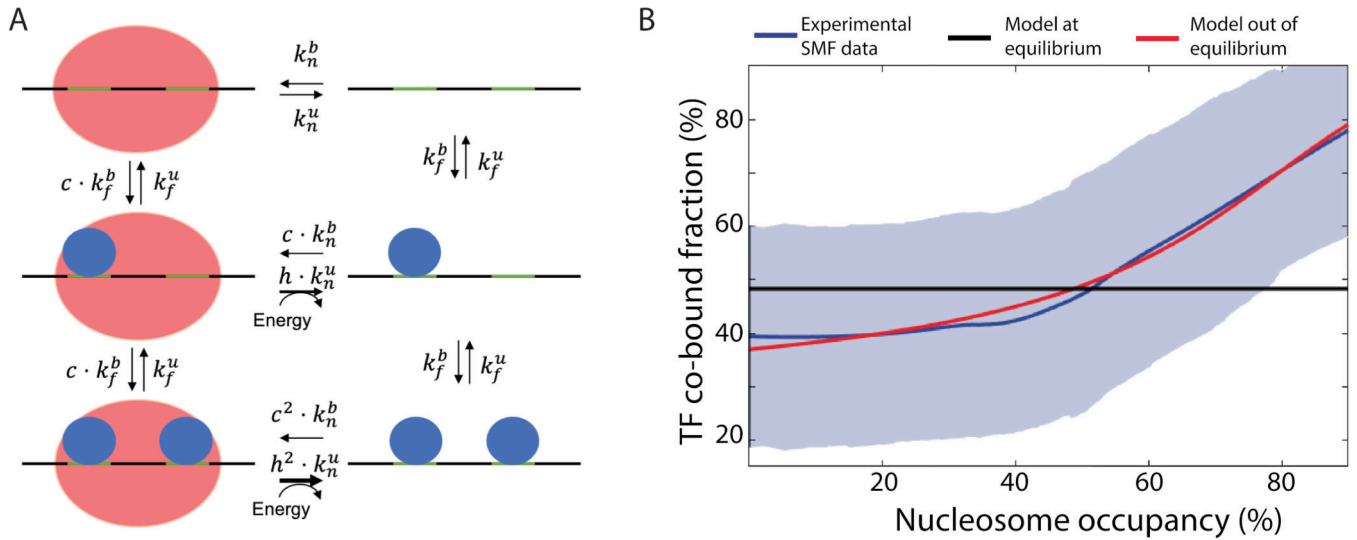 A
k_n^b
k_n^u
c · k_f^b
k_f^u
k_f^b
k_f^u
c · k_n^b
h · k_n^u
Energy
c · k_f^b
k_f^u
k_f^b
k_f^u
c^2 · k_n^b
h^2 · k_n^u
Energy
B
Experimental
SMF data
Model at
equilibrium
Model out of
equilibrium
TF co-bound fraction (%)
80
60
40
20
20
40
60
80
Nucleosome occupancy (%)